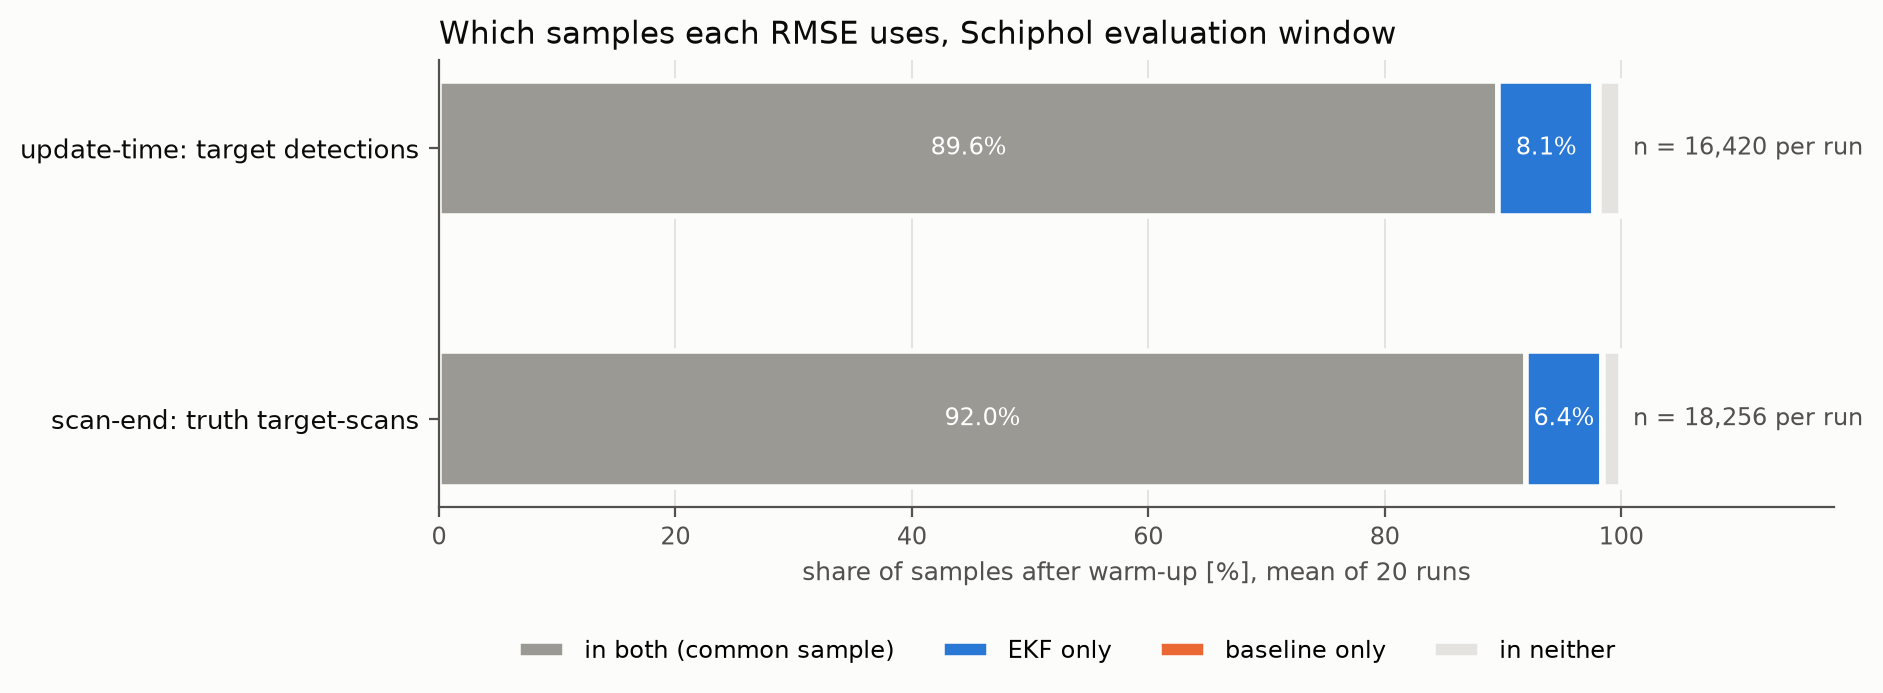 Which samples each RMSE uses, Schiphol evaluation window
update-time: target detections
89.6%
8.1%
n = 16,420 per run
scan-end: truth target-scans
92.0%
6.4%
n = 18,256 per run
0 20 40 60 80 100
share of samples after warm-up [%], mean of 20 runs
in both (common sample) EKF only baseline only in neither